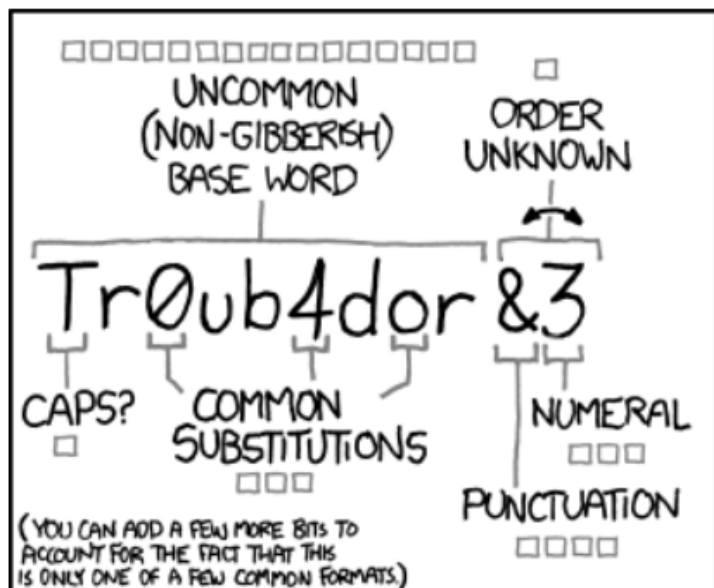 UNCOMMON
(NON-GIBBERISH)
BASE WORD
ORDER
UNKNOWN
Tr0ub4dor &3
CAPS?
COMMON
SUBSTITUTIONS
NUMERAL
PUNCTUATION
(YOU CAN ADD A FEW MORE BITS TO
ACCOUNT FOR THE FACT THAT THIS
IS ONLY ONE OF A FEW COMMON FORMATS.)